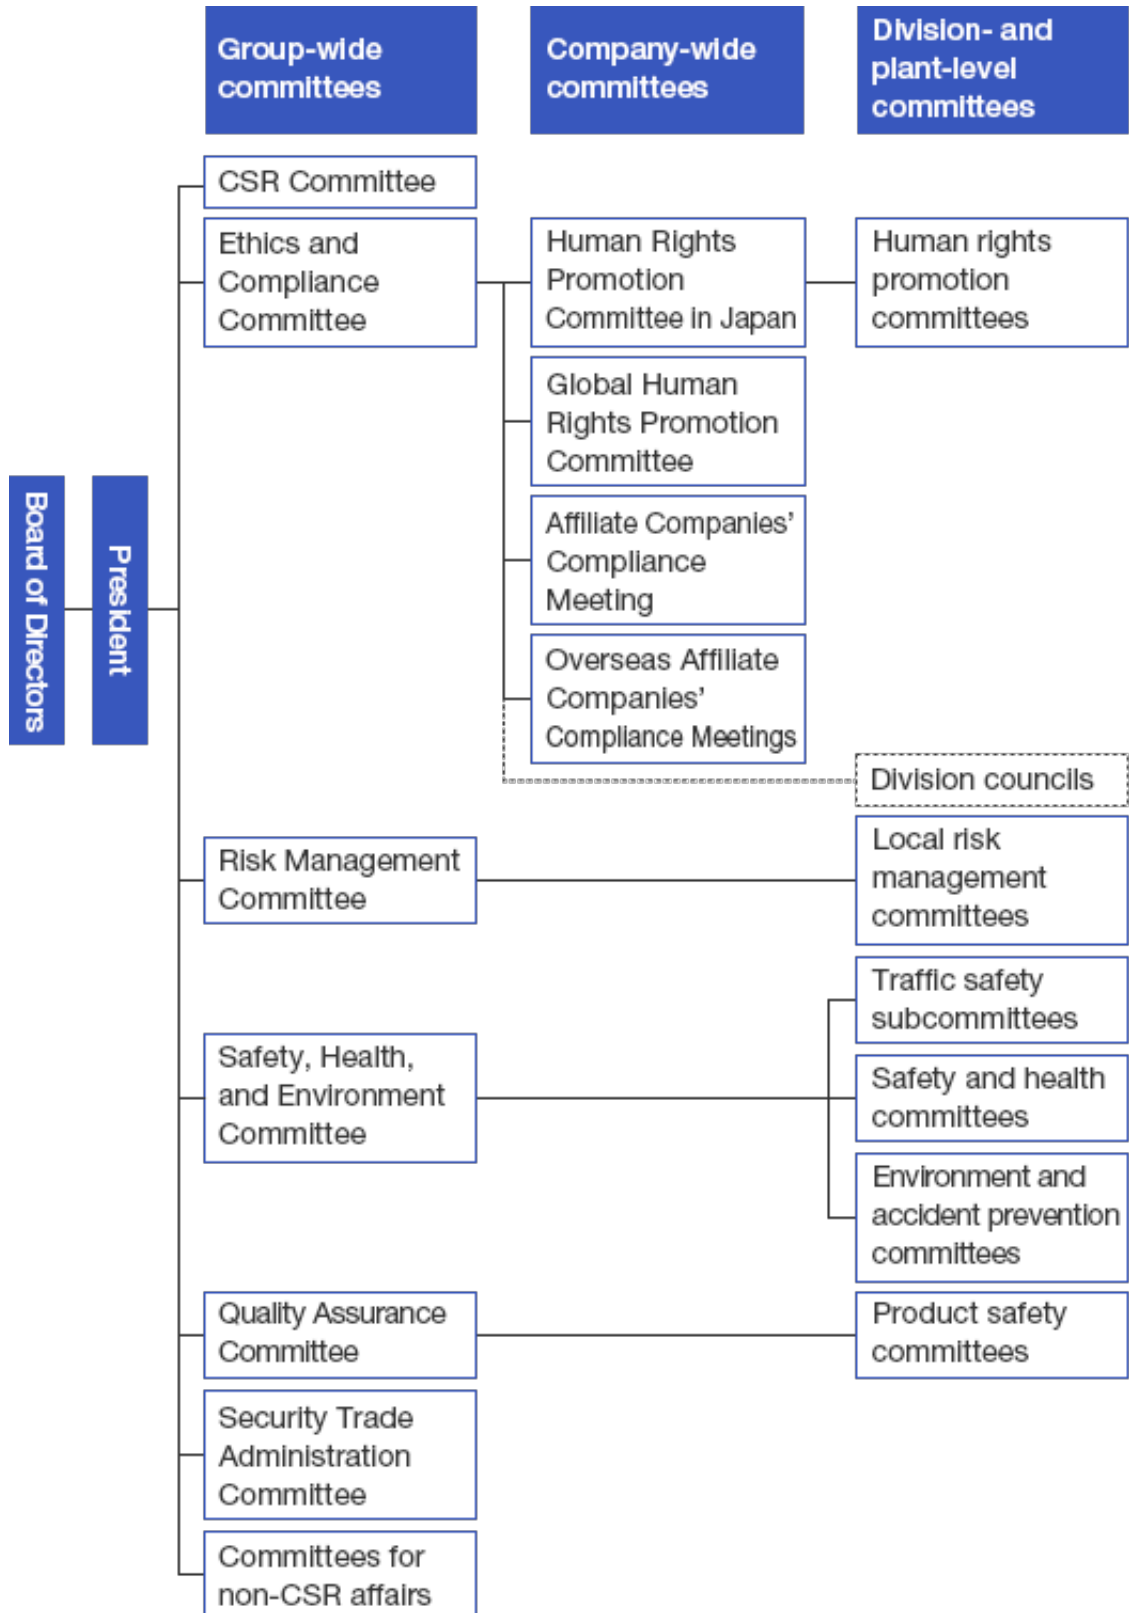 Group-wide
committees
Company-wide
committees
Division- and
plant-level
committees
Board of Directors
President
CSR Committee
Ethics and
Compliance
Committee
Human Rights
Promotion
Committee in Japan
Human rights
promotion
committees
Global Human
Rights Promotion
Committee
Affiliate Companies’
Compliance
Meeting
Overseas Affiliate
Companies’
Compliance Meetings
Division councils
Risk Management
Committee
Local risk
management
committees
Safety, Health,
and Environment
Committee
Traffic safety
subcommittees
Safety and health
committees
Environment and
accident prevention
committees
Quality Assurance
Committee
Product safety
committees
Security Trade
Administration
Committee
Committees for
non-CSR affairs